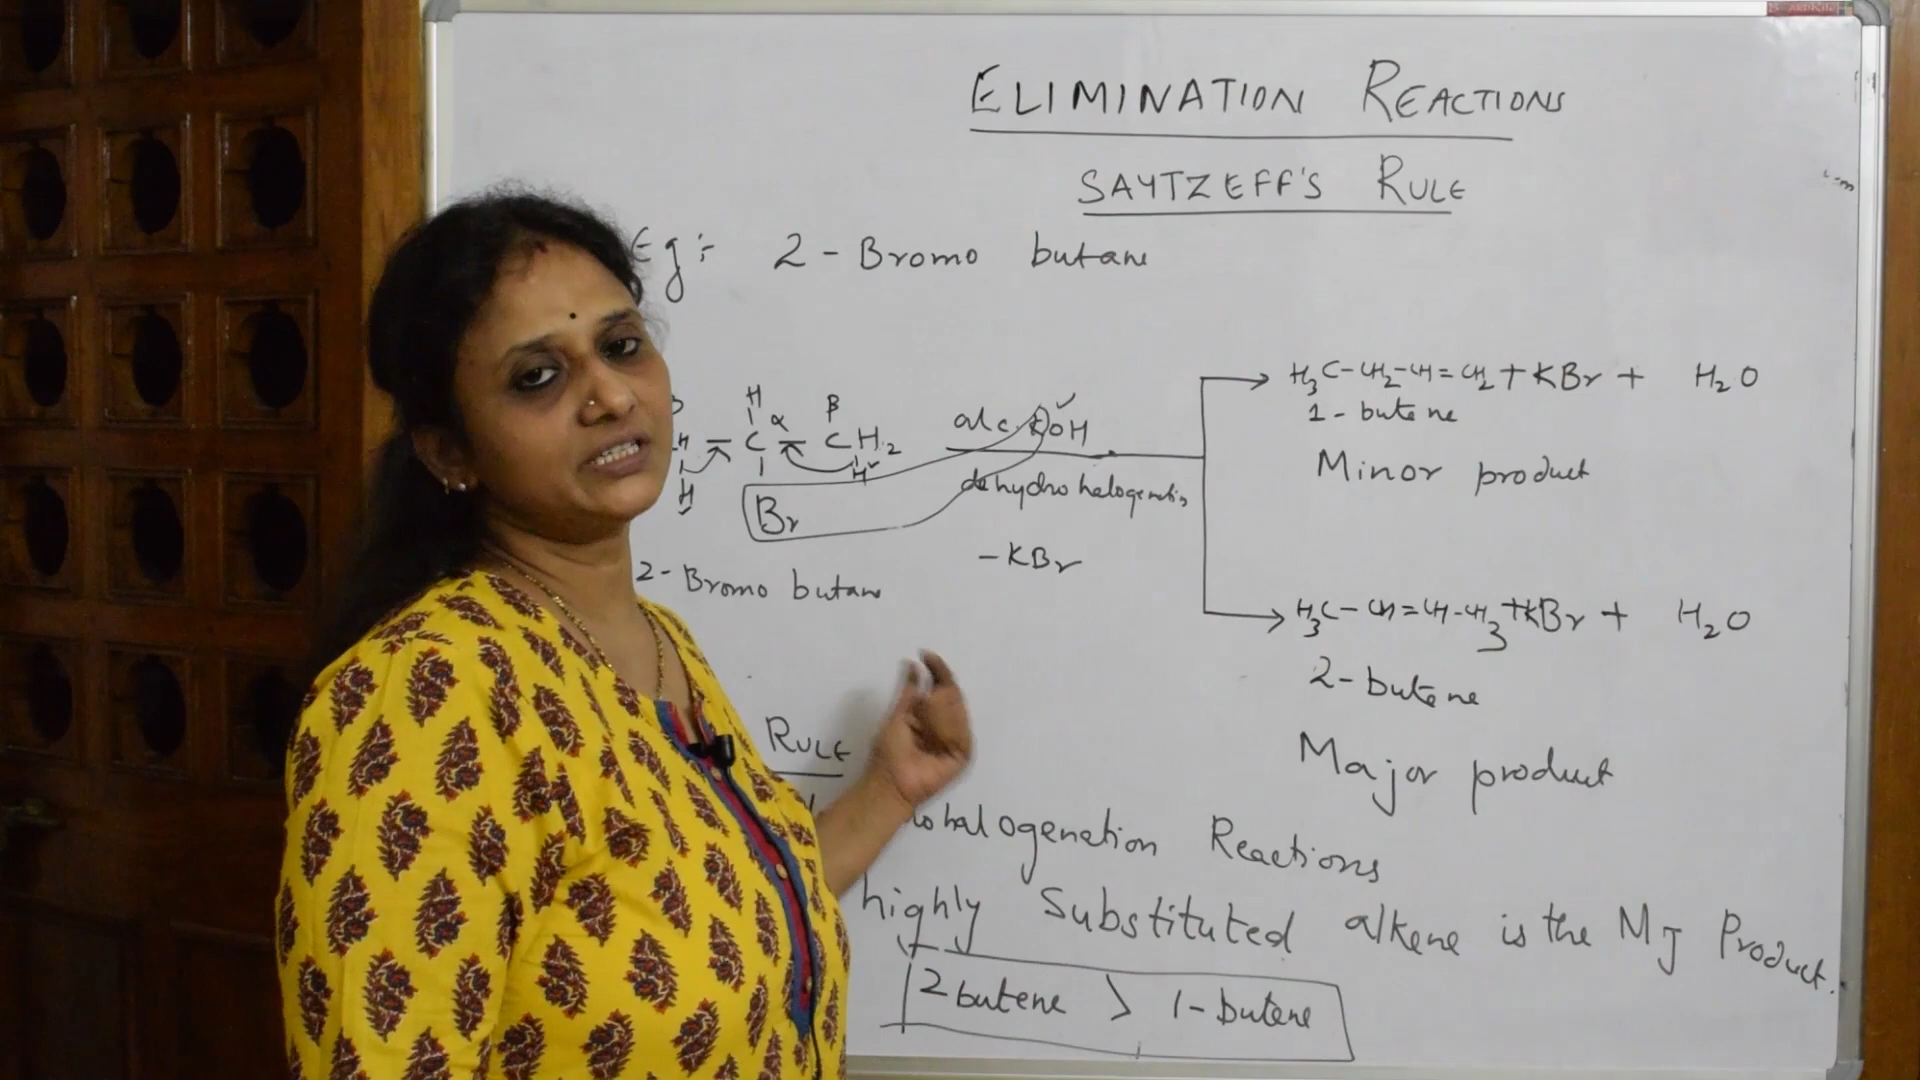 ELIMINATION REACTIONS
SAYTZEFF'S RULE
Eg:- 2-Bromo butane
H₃C-CH₂-CH=CH₂+KBr+ H₂O
1-butene
Minor product
H
α β
H C CH₂ alc. KOH
H
H Br dehydrohalogenation
-KBr
2-Bromo butane
H₃C-CH=CH-CH₃+KBr+ H₂O
2-butene
Major product
RULE
halogenation Reactions
highly Substituted alkene is the Mj Product.
2butene > 1-butene